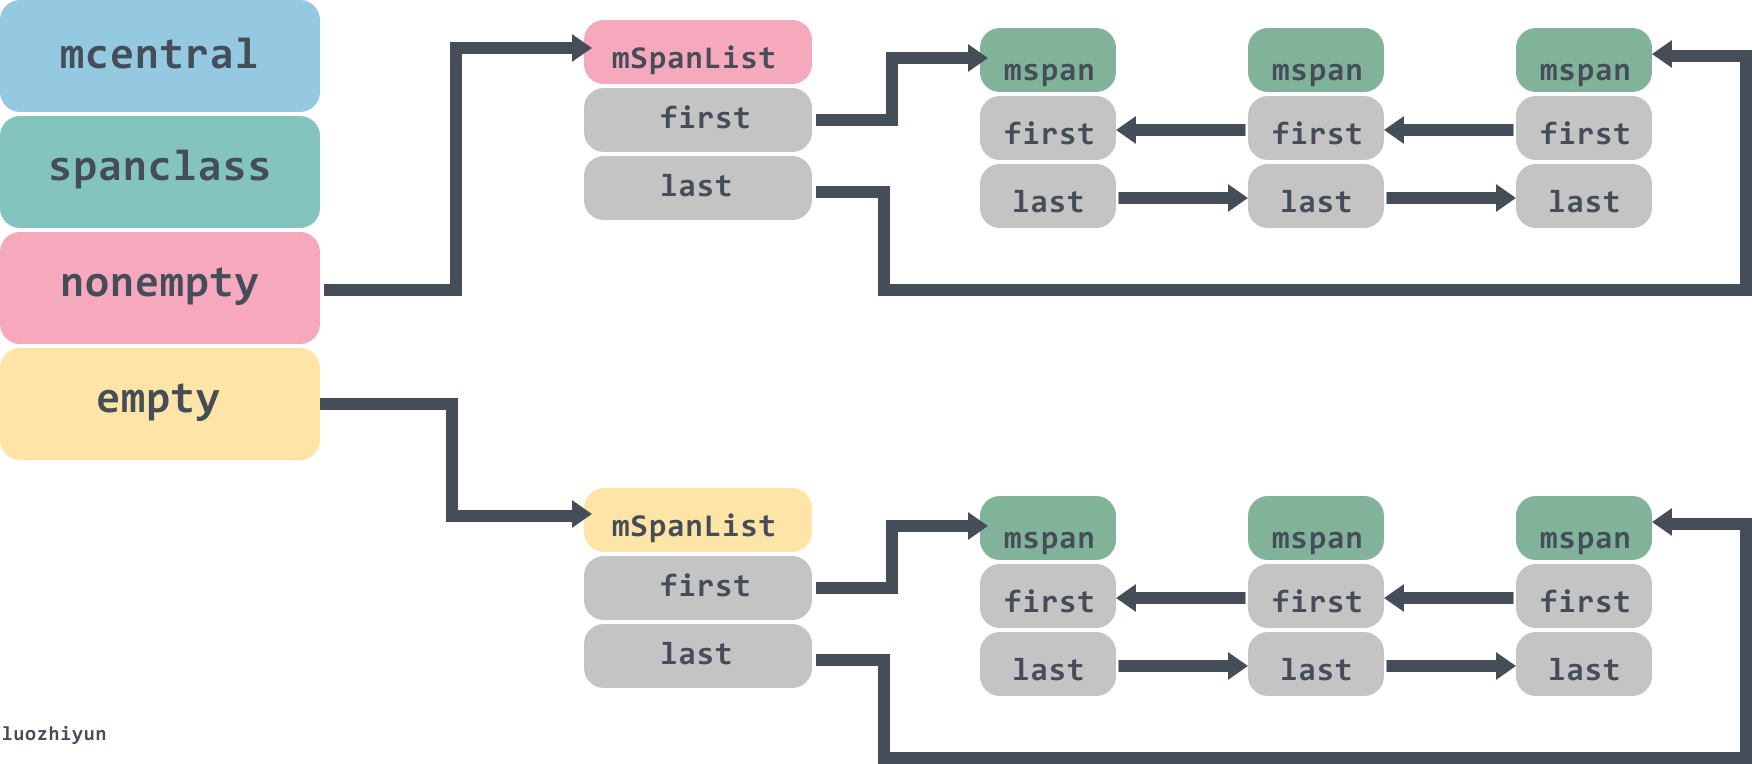 mcentral
spanclass
nonempty
empty
mSpanList
first
last
mspan
first
last
mspan
first
last
mspan
first
last
mSpanList
first
last
mspan
first
last
mspan
first
last
mspan
first
last
luozhiyun